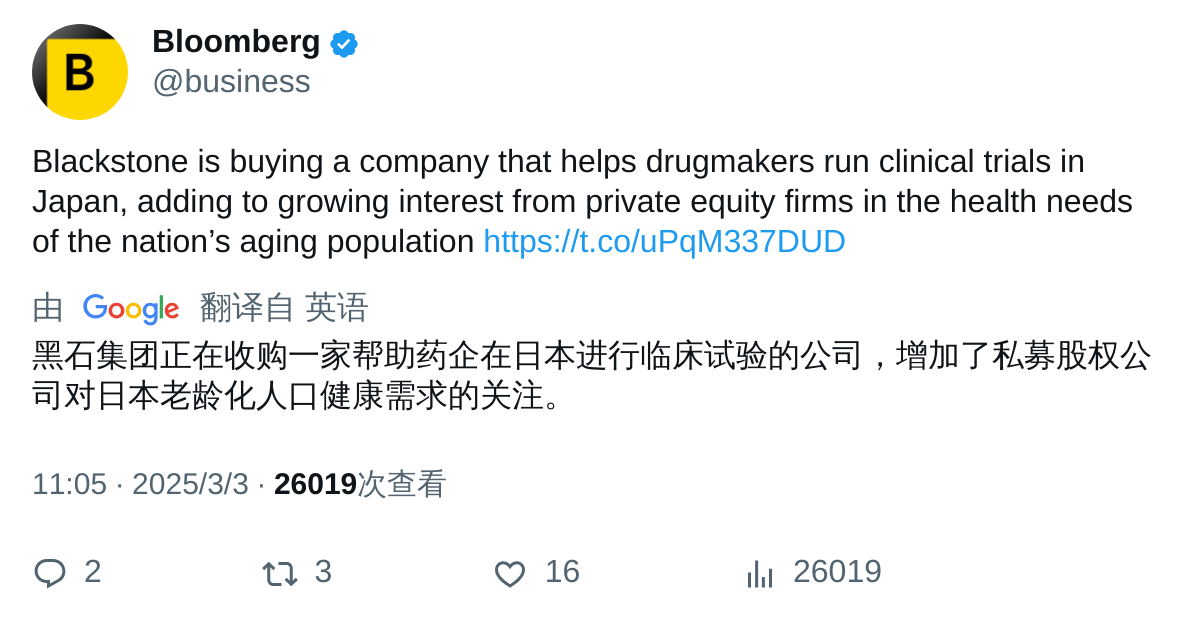 B
Bloomberg
@business
Blackstone is buying a company that helps drugmakers run clinical trials in
Japan, adding to growing interest from private equity firms in the health needs
of the nation’s aging population https://t.co/uPqM337DUD
由 Google 翻译自 英语
黑石集团正在收购一家帮助药企在日本进行临床试验的公司，增加了私募股权公
司对日本老龄化人口健康需求的关注。
11:05 · 2025/3/3 · 26019次查看
2 3 16 26019